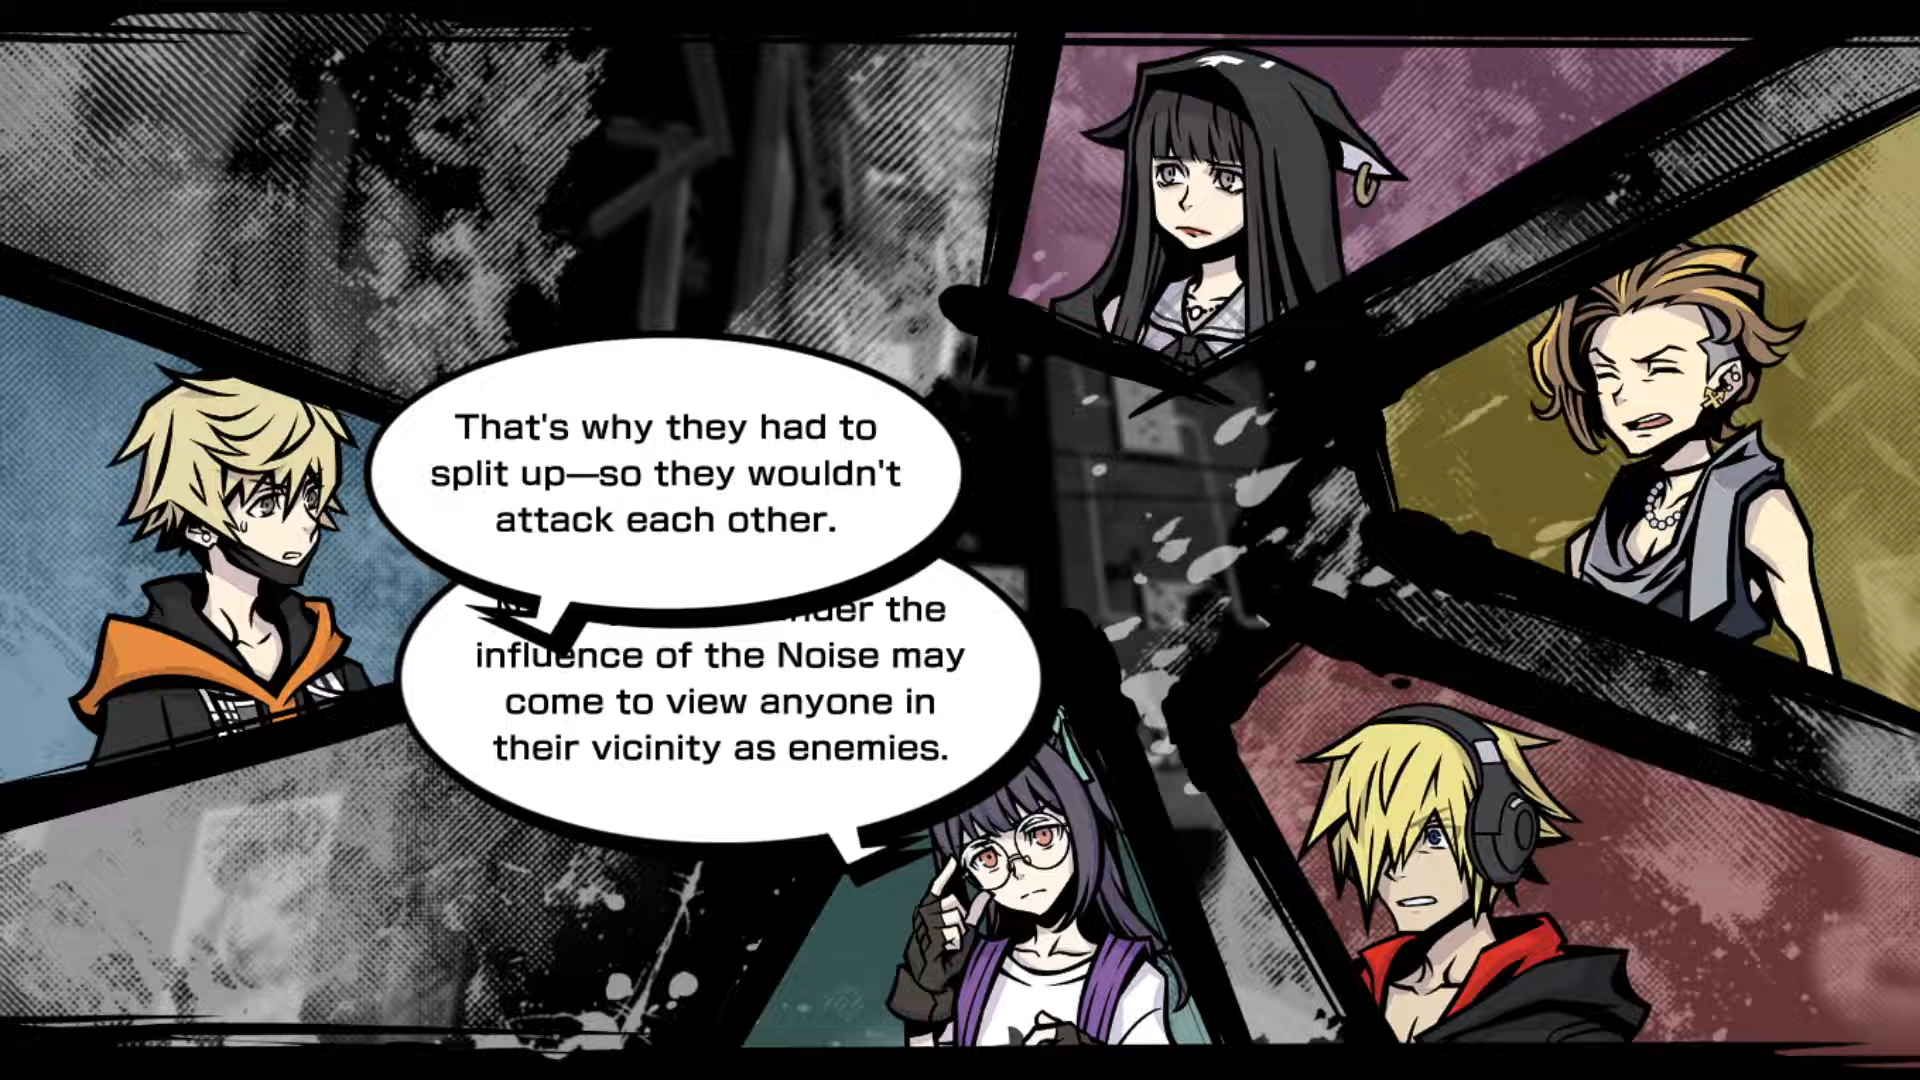 That's why they had to
split up—so they wouldn't
attack each other.
the
influence of the Noise may
come to view anyone in
their vicinity as enemies.